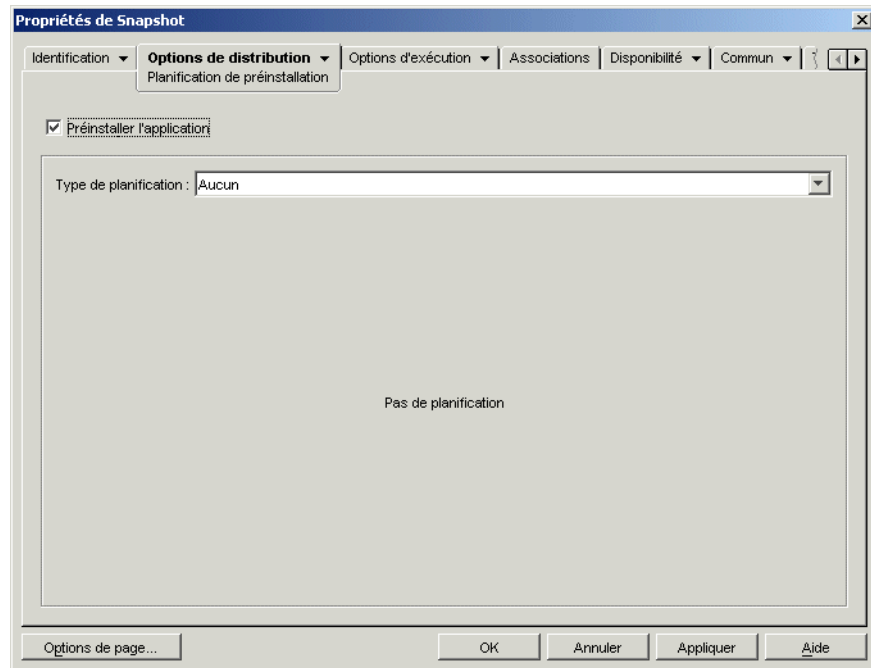 Propriétés de Snapshot
Identification Options de distribution Options d'exécution Associations Disponibilité Commun
Planification de préinstallation
Préinstaller l'application
Type de planification : Aucun
Pas de planification
Options de page... OK Annuler Appliquer Aide